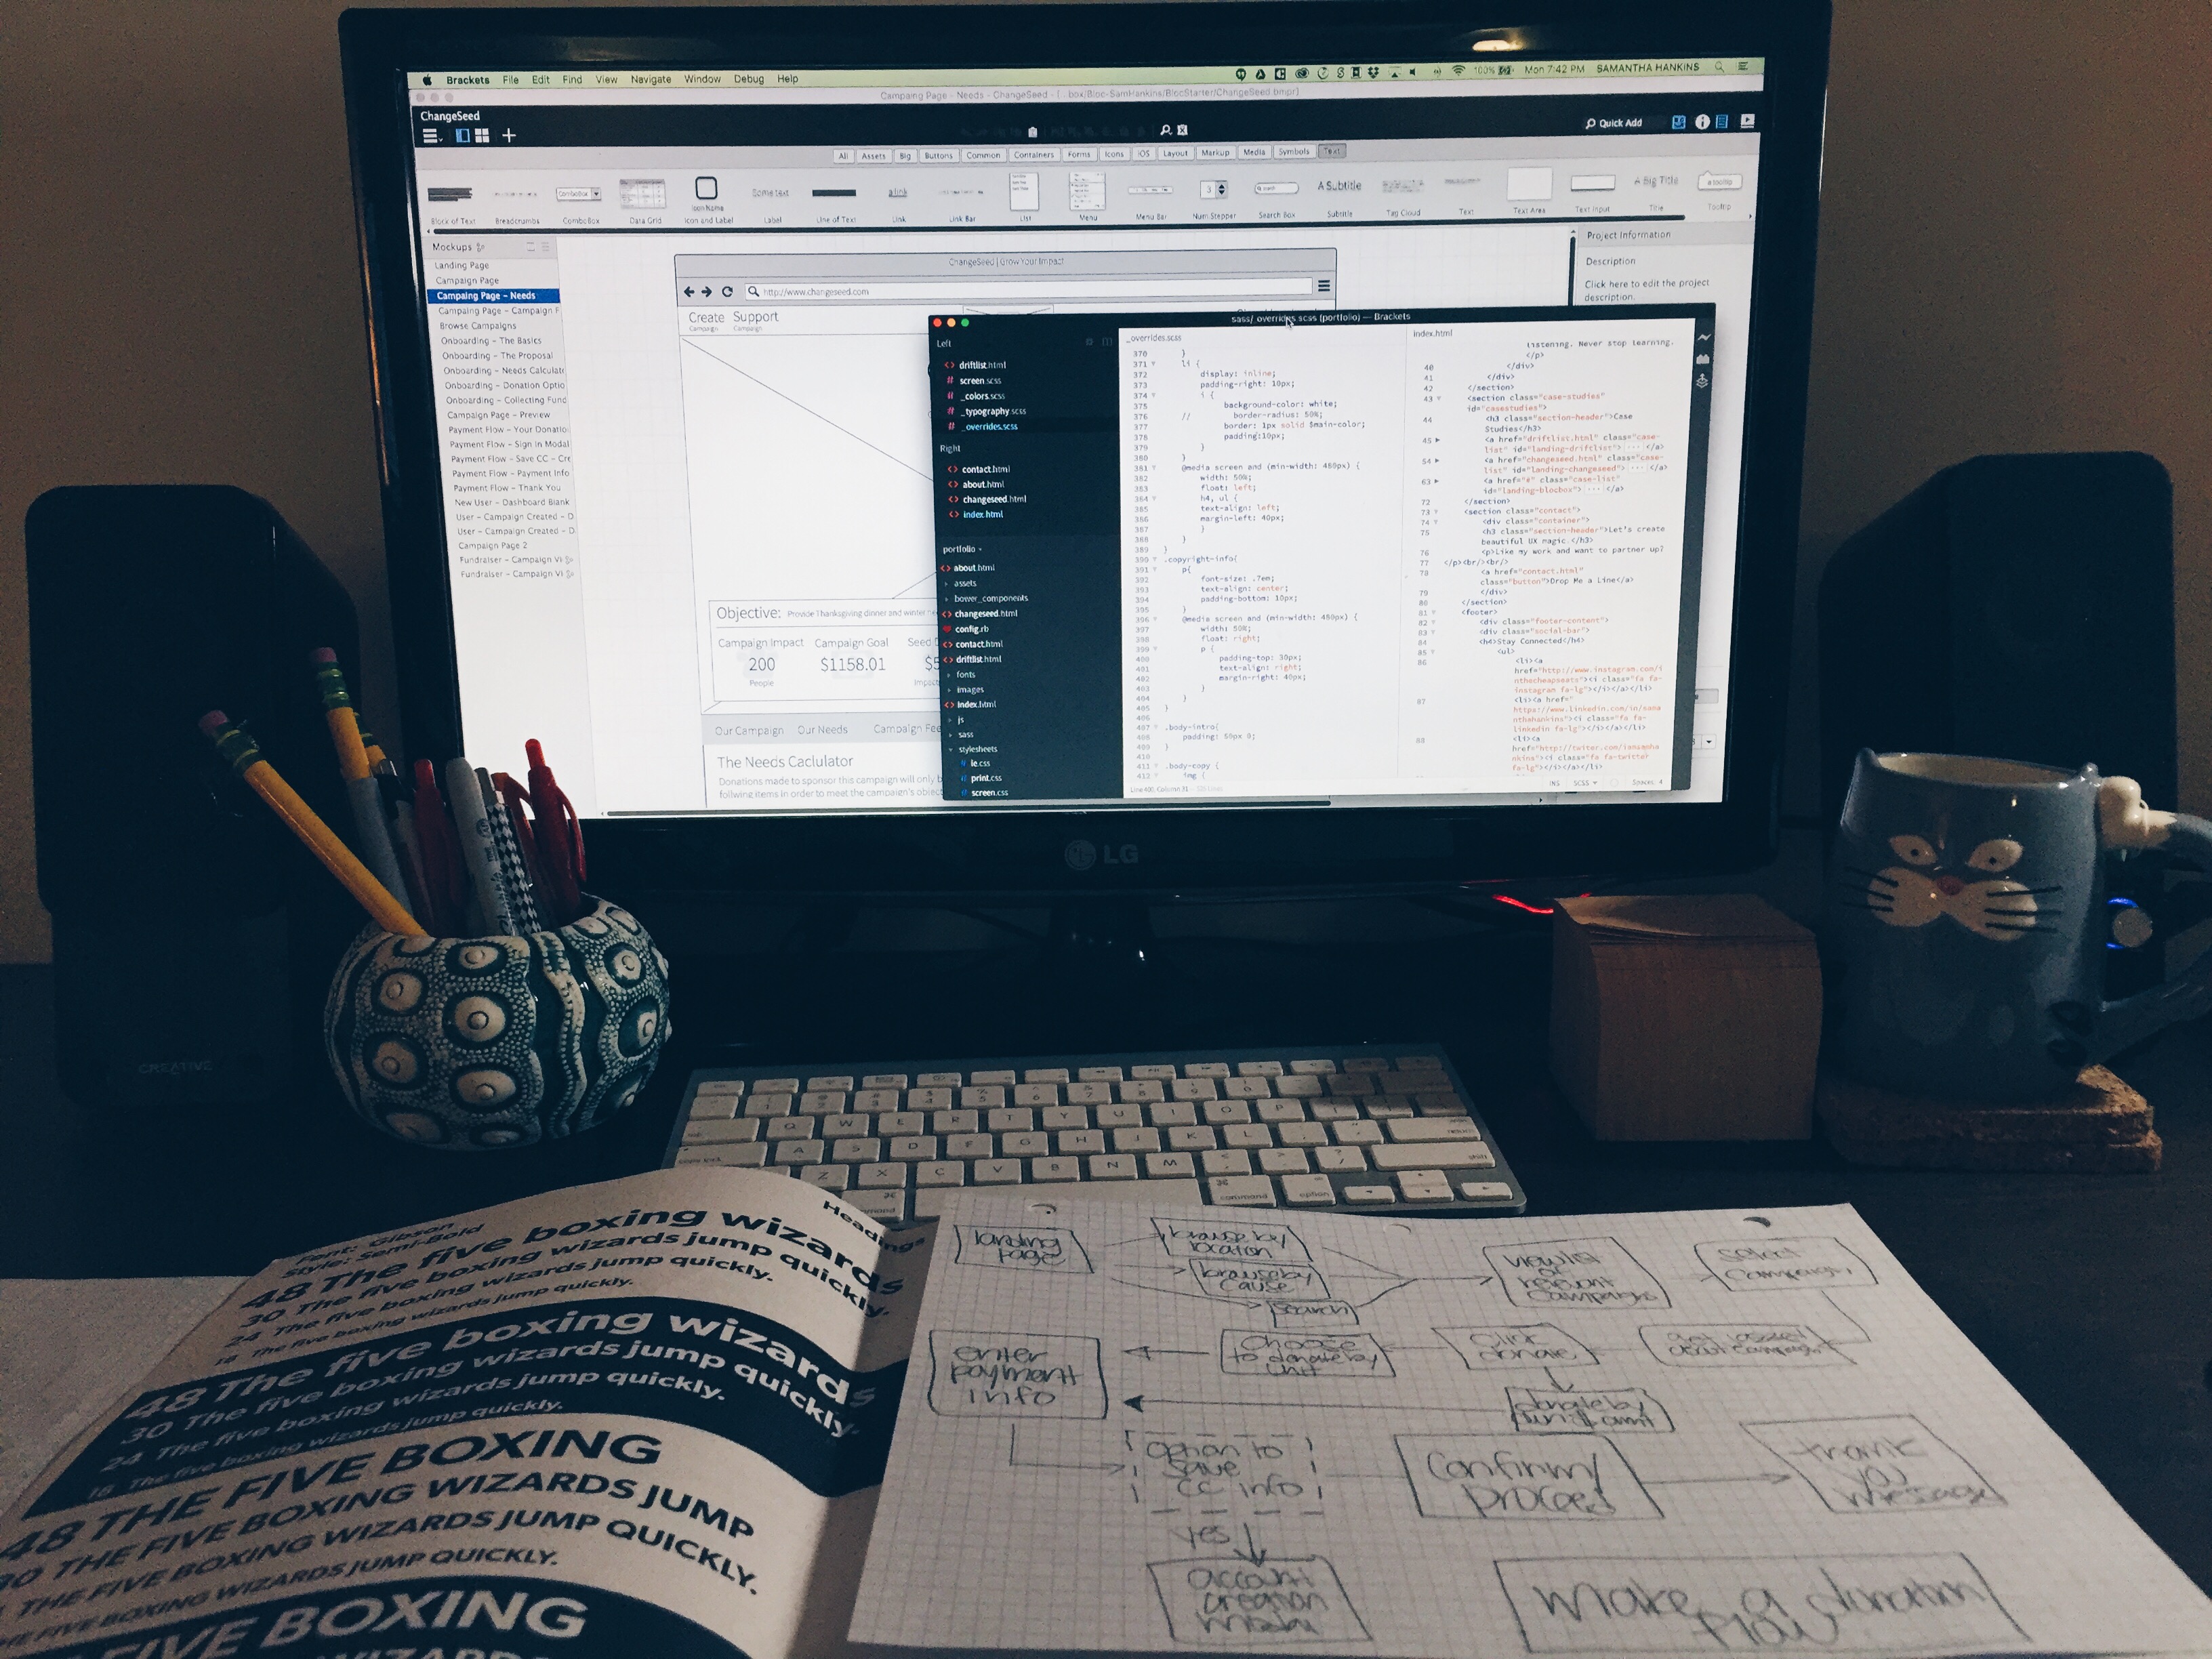 Brackets File Edit Find View Navigate Window Debug Help
100% Mon 7:42 PM SAMANTHA HANKINS
Campaing Page - Needs - ChangeSeed - [...box/Bloc-SamHankins/BlocStarter/ChangeSeed.bmpr]
ChangeSeed
Quick Add
All Assets Big Buttons Common Containers Forms Icons iOS Layout Markup Media Symbols Text
ComboBox
Some text
a link
3
A Subtitle
A Big Title
a tooltip
Block of Text Breadcrumbs ComboBox Data Grid Icon and Label Label Line of Text Link Link Bar List Menu Menu Bar Num Stepper Search Box Subtitle Tag Cloud Text Text Area Text Input Title Tooltip
Mockups
Landing Page
Campaign Page
Campaing Page - Needs
Campaing Page - Campaign F
Browse Campaigns
Onboarding - The Basics
Onboarding - The Proposal
Onboarding - Needs Calculat
Onboarding - Donation Optio
Onboarding - Collecting Fund
Campaign Page - Preview
Payment Flow - Your Donatio
Payment Flow - Sign In Modal
Payment Flow - Save CC - Cre
Payment Flow - Payment Info
Payment Flow - Thank You
New User - Dashboard Blank
User - Campaign Created - D
User - Campaign Created - D
Campaign Page 2
Fundraiser - Campaign Vi
Fundraiser - Campaign Vi
Project Information
Description
Click here to edit the project
description.
ChangeSeed | Grow Your Impact
http://www.changeseed.com
Create Support
Campaign Campaign
Objective: Provide Thanksgiving dinner and winter
Campaign Impact Campaign Goal Seed
200 $1158.01 $5
People Impact
Our Campaign Our Needs Campaign Fee
The Needs Caclulator
Donations made to sponsor this campaign will only b
follwing items in order to meet the campaign's objec
sass/_overrides.scss (portfolio) — Brackets
Left
driftlist.html
screen.scss
_colors.scss
_typography.scss
_overrides.scss
Right
contact.html
about.html
changeseed.html
index.html
portfolio
about.html
assets
bower_components
changeseed.html
config.rb
contact.html
driftlist.html
fonts
images
index.html
js
sass
stylesheets
ie.css
print.css
screen.css
_overrides.scss
370 }
371 li {
372 display: inline;
373 padding-right: 10px;
374 i {
375 background-color: white;
376 // border-radius: 50%;
377 border: 1px solid $main-color;
378 padding:10px;
379 }
380 }
381 @media screen and (min-width: 480px) {
382 width: 50%;
383 float: left;
384 h4, ul {
385 text-align: left;
386 margin-left: 40px;
387 }
388 }
389 }
390 .copyright-info{
391 p{
392 font-size: .7em;
393 text-align: center;
394 padding-bottom: 10px;
395 }
396 @media screen and (min-width: 480px) {
397 width: 50%;
398 float: right;
399 p {
400 padding-top: 30px;
401 text-align: right;
402 margin-right: 40px;
403 }
404 }
405 }
406
407 .body-intro{
408 padding: 50px 0;
409 }
410
411 .body-copy {
412 img {
Line 400, Column 31
index.html
listening. Never stop learning.
</p>
40 </div>
41 </div>
42 </section>
43 <section class="case-studies"
id="casestudies">
44 <h3 class="section-header">Case
Studies</h3>
45 <a href="driftlist.html" class="case-
list" id="landing-driftlist"> </a>
54 <a href="changeseed.html" class="case-
list" id="landing-changeseed"> </a>
63 <a href="#" class="case-list"
id="landing-blocbox"> </a>
72 </section>
73 <section class="contact">
74 <div class="container">
75 <h3 class="section-header">Let's create
beautiful UX magic.</h3>
76 <p>Like my work and want to partner up?
77 </p><br/><br/>
78 <a href="contact.html"
class="button">Drop Me a Line</a>
79 </div>
80 </section>
81 <footer>
82 <div class="footer-content">
83 <div class="social-bar">
84 <h4>Stay Connected</h4>
85 <ul>
86 <li><a
href="http://www.instagram.com/i
nthecheapseats"><i class="fa fa-
instagram fa-lg"></i></a></li>
87 <li><a href="
https://www.linkedin.com/in/sama
nthahankins"><i class="fa fa-
linkedin fa-lg"></i></a></li>
88 <li><a
href="http://twitter.com/iamsamha
nkins"><i class="fa fa-twitter
fa-lg"></i></a></li>
INS SCSS Spaces: 4
LG
CREATIVE
Q W E R T Y U I O P
A S D F G H J K L
return
Z X C V B N M
shift
command option
Headings
Font: Gibson
Style: Semi-Bold
48 The five boxing wizards
30 The five boxing wizards jump quickly.
24 The five boxing wizards jump quickly.
18 The five boxing wizards jump quickly.
48 The five boxing wizards
30 The five boxing wizards jump quickly.
24 The five boxing wizards jump quickly.
18 The five boxing wizards jump quickly.
48 THE FIVE BOXING
30 THE FIVE BOXING WIZARDS JUMP
THE FIVE BOXING WIZARDS JUMP QUICKLY.
THE FIVE BOXING WIZARDS JUMP QUICKLY.
FIVE BOXING
landing
page
browse by
location
browse by
cause
search
view list
of
relevant
campaigns
select
campaign
click
donate
choose
to donate by
unit
enter
payment
info
donate by
option to
save
CC info
confirm/
proceed
thank
you
message
yes
account
creation
make a donation
flow